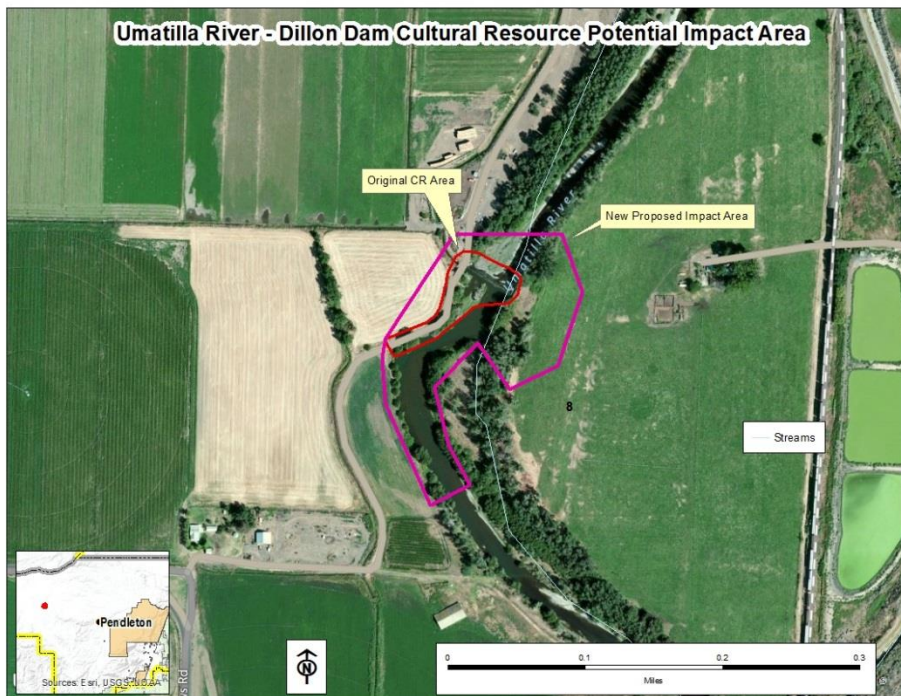 Umatilla River - Dillon Dam Cultural Resource Potential Impact Area
Original CR Area
New Proposed Impact Area
Umatilla River
8
Streams
Pendleton
Sources: Esri, USGS, NOAA
Rd
N
0 0.1 0.2 0.3
Miles